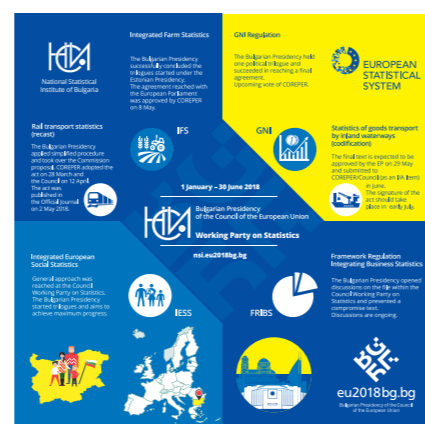 National Statistical
Institute of Bulgaria
Integrated Farm Statistics
The Bulgarian Presidency
successfully concluded the
trilogues started under the
Estonian Presidency.
The agreement reached with
the European Parliament
was approved by COREPER
on 8 May.
IFS
GNI Regulation
The Bulgarian Presidency held
one political trilogue and
succeeded in reaching a final
agreement.
Upcoming vote of COREPER.
GNI
EUROPEAN
STATISTICAL
SYSTEM
Rail transport statistics
(recast)
The Bulgarian Presidency
applied simplified procedure
and took over the Commission
proposal. COREPER adopted the
act on 28 March and
the Council on 12 April.
The act was
published in
the Official Journal
on 2 May 2018.
Statistics of goods transport
by inland waterways
(codification)
The final text is expected to be
approved by the EP on 29 May
and submitted to
COREPER/Council (as an I/A item)
in June.
The signature of the
act should take
place in early July.
1 January – 30 June 2018
Bulgarian Presidency
of the Council of the European Union
Working Party on Statistics
nsi.eu2018bg.bg
Integrated European
Social Statistics
General approach was
reached at the Council
Working Party on Statistics.
The Bulgarian Presidency
started trilogues and aims to
achieve maximum progress.
IESS
FRIBS
Framework Regulation
Integrating Business Statistics
The Bulgarian Presidency opened
discussions on the file within the
Council Working Party on
Statistics and presented a
compromise text.
Discussions are ongoing.
eu2018bg.bg
Bulgarian Presidency of the Council
of the European Union